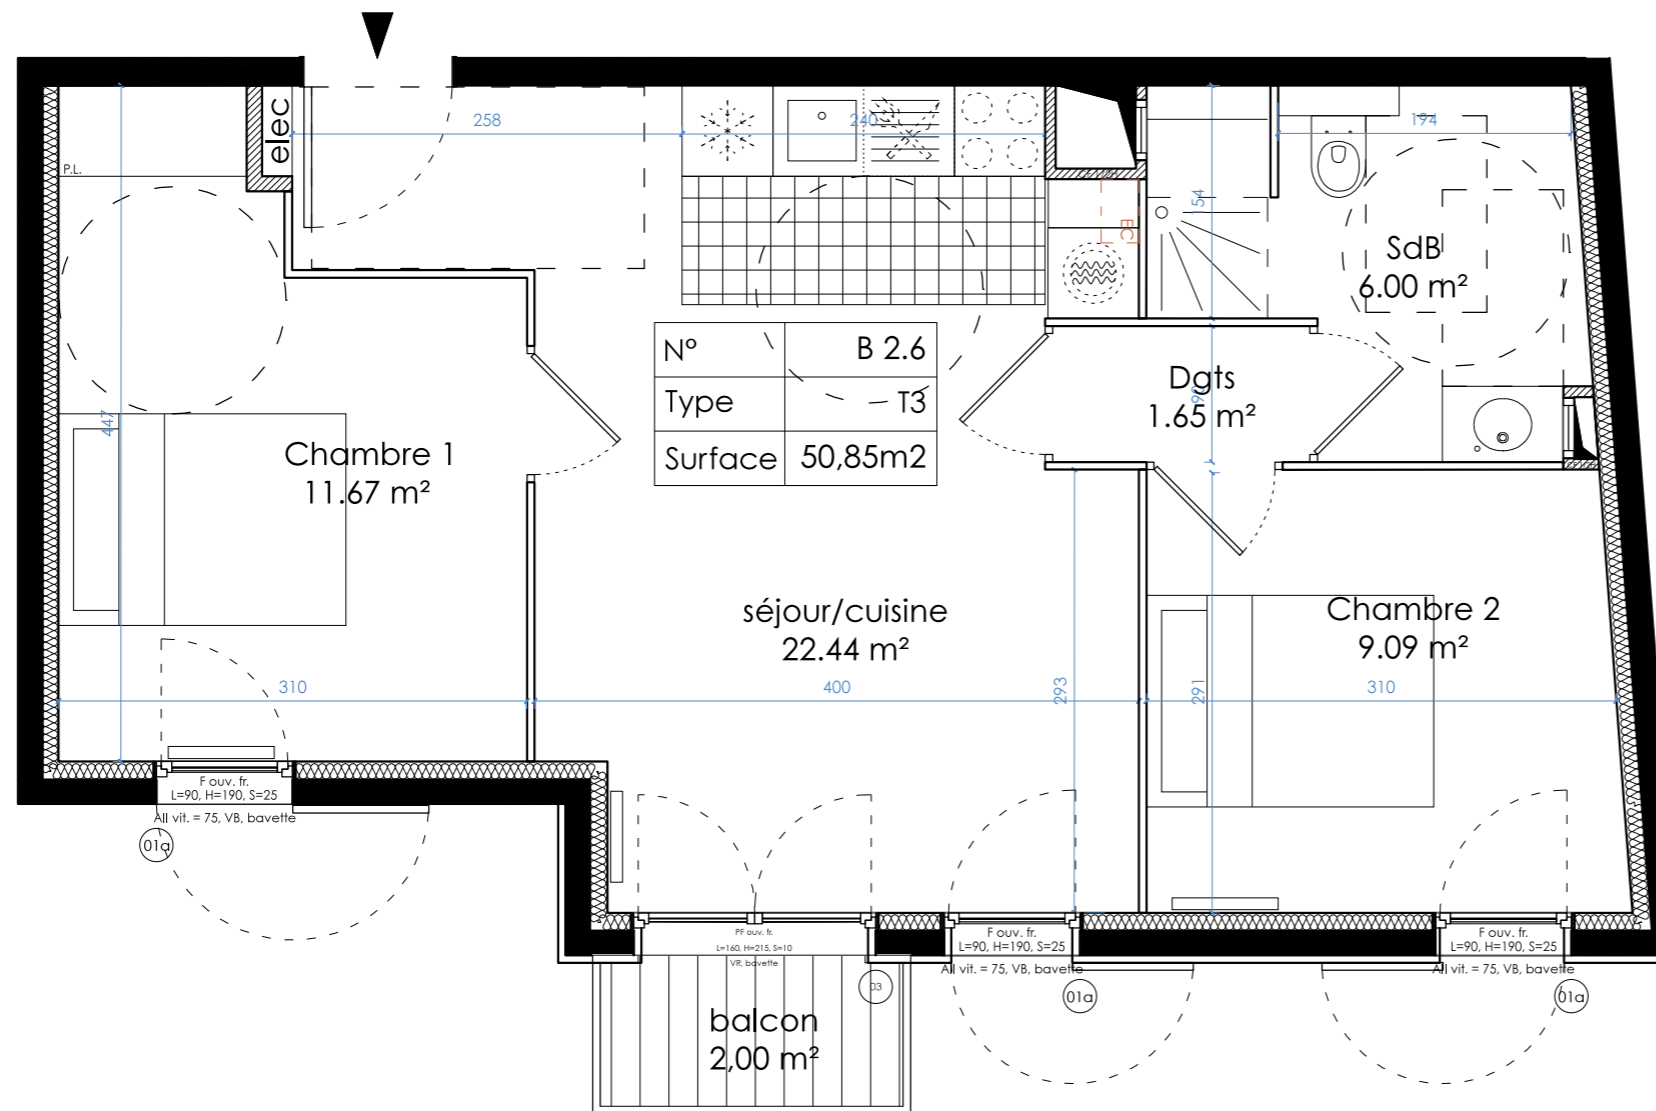 elec
258
240
194
P.L.
154
EC
SdB
6.00 m²
N° B 2.6
Type T3
Surface 50,85m2
Dgts
1.65 m²
447
Chambre 1
11.67 m²
séjour/cuisine
22.44 m²
Chambre 2
9.09 m²
310
400
293
291
310
F ouv. fr.
L=90, H=190, S=25
All vit. = 75, VB, bavette
01a
PF ouv. fr.
L=160, H=215, S=10
VR, bavette
03
F ouv. fr.
L=90, H=190, S=25
All vit. = 75, VB, bavette
01a
F ouv. fr.
L=90, H=190, S=25
All vit. = 75, VB, bavette
01a
balcon
2,00 m²